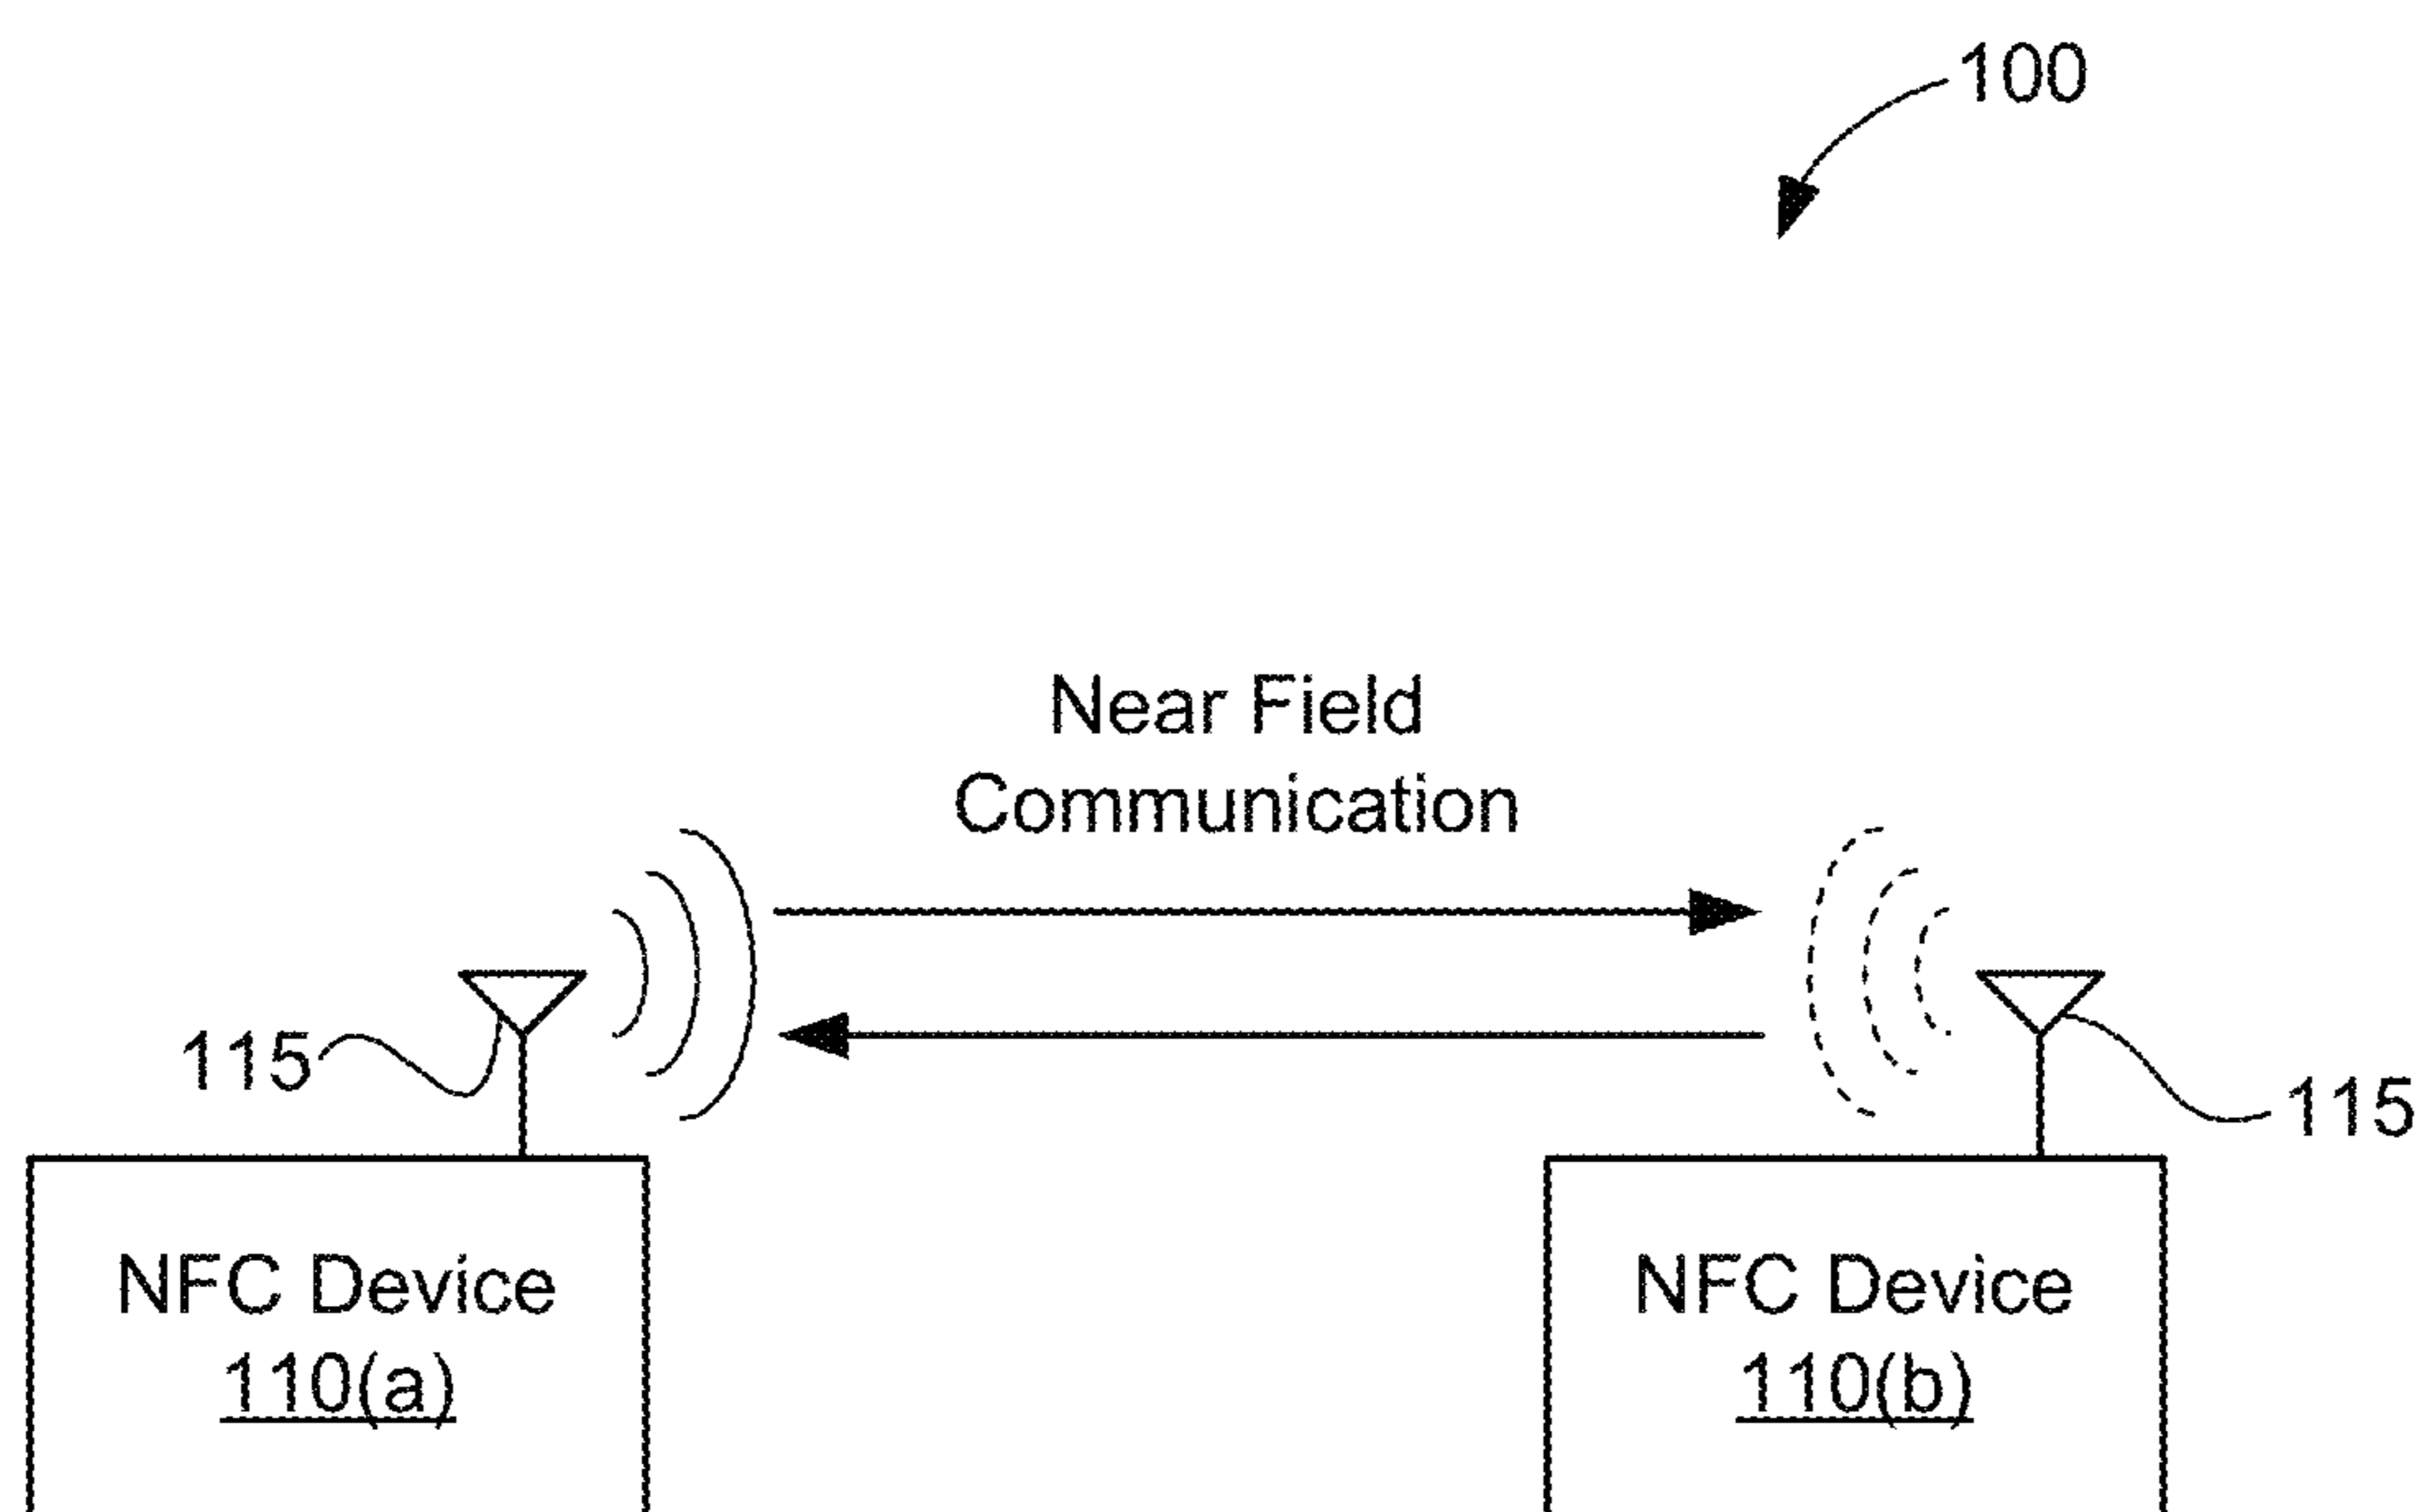 100
Near Field
Communication
115
115
NFC Device
110(a)
NFC Device
110(b)